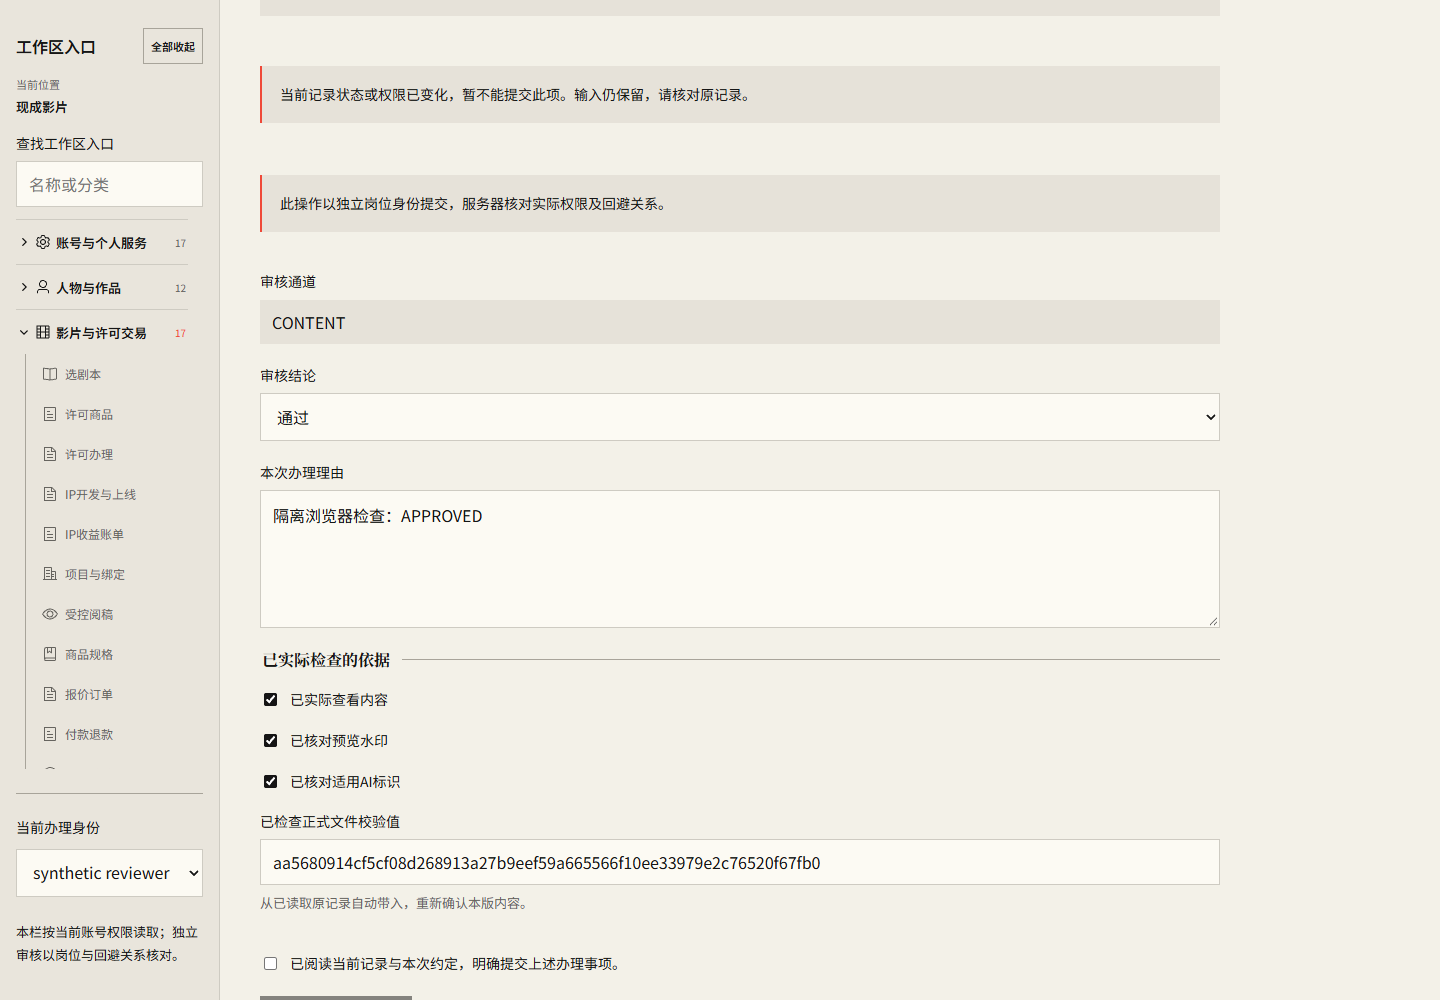 工作区入口
全部收起
当前位置
现成影片
查找工作区入口
名称或分类
账号与个人服务 17
人物与作品 12
影片与许可交易 17
选剧本
许可商品
许可办理
IP开发与上线
IP收益账单
项目与绑定
受控阅稿
商品规格
报价订单
付款退款
当前办理身份
synthetic reviewer
本栏按当前账号权限读取；独立
审核以岗位与回避关系核对。
当前记录状态或权限已变化，暂不能提交此项。输入仍保留，请核对原记录。
此操作以独立岗位身份提交，服务器核对实际权限及回避关系。
审核通道
CONTENT
审核结论
通过
本次办理理由
隔离浏览器检查：APPROVED
已实际检查的依据
已实际查看内容
已核对预览水印
已核对适用AI标识
已检查正式文件校验值
aa5680914cf5cf08d268913a27b9eef59a665566f10ee33979e2c76520f67fb0
从已读取原记录自动带入，重新确认本版内容。
已阅读当前记录与本次约定，明确提交上述办理事项。